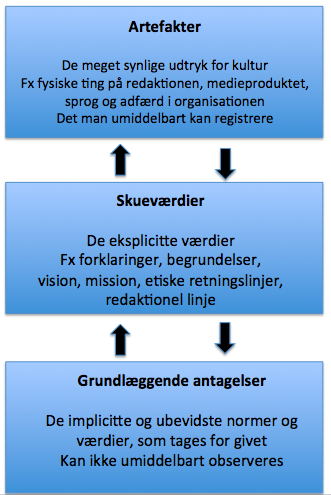 Artefakter
De meget synlige udtryk for kultur
Fx fysiske ting på redaktionen, medieproduktet,
sprog og adfærd i organisationen
Det man umiddelbart kan registrere
Skueværdier
De eksplicitte værdier
Fx forklaringer, begrundelser,
vision, mission, etiske retningslinjer,
redaktionel linje
Grundlæggende antagelser
De implicitte og ubevidste normer og
værdier, som tages for givet
Kan ikke umiddelbart observeres